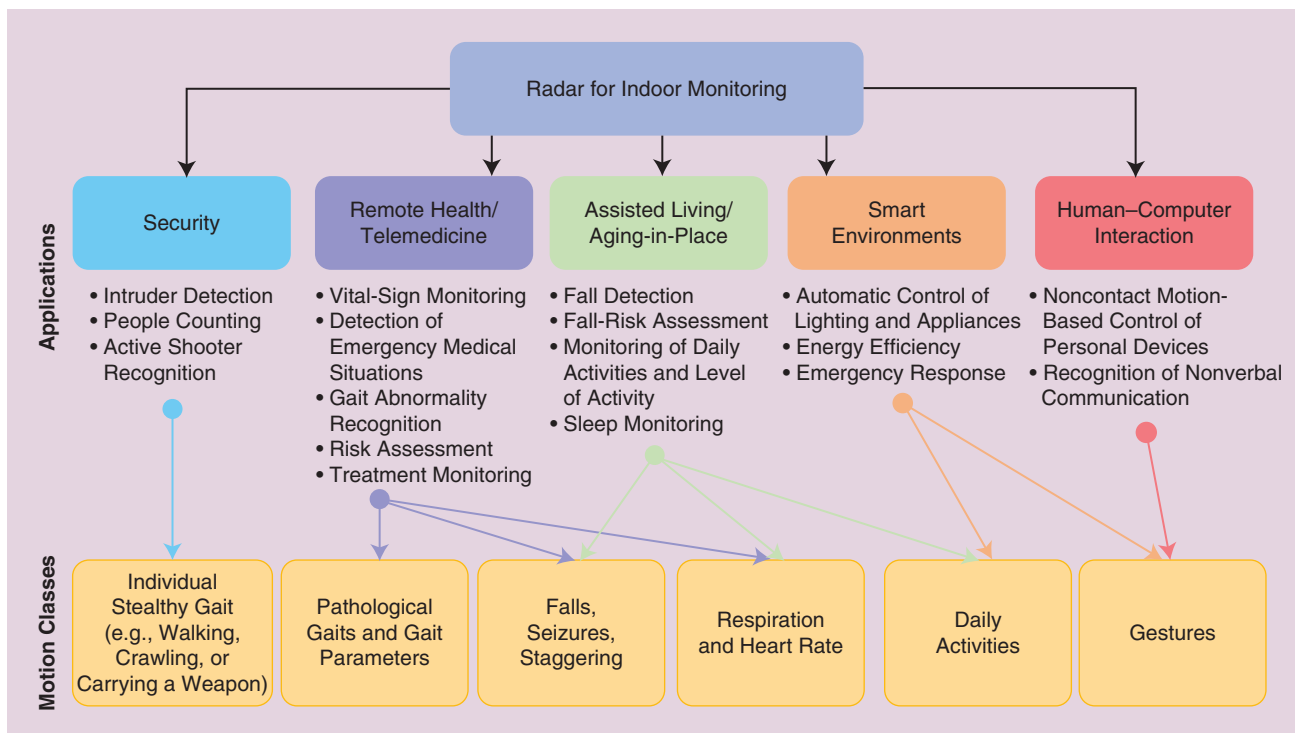 Radar for Indoor Monitoring
Applications
Security
• Intruder Detection
• People Counting
• Active Shooter
Recognition
Remote Health/
Telemedicine
• Vital-Sign Monitoring
• Detection of
Emergency Medical
Situations
• Gait Abnormality
Recognition
• Risk Assessment
• Treatment Monitoring
Assisted Living/
Aging-in-Place
• Fall Detection
• Fall-Risk Assessment
• Monitoring of Daily
Activities and Level
of Activity
• Sleep Monitoring
Smart
Environments
• Automatic Control of
Lighting and Appliances
• Energy Efficiency
• Emergency Response
Human–Computer
Interaction
• Noncontact Motion-
Based Control of
Personal Devices
• Recognition of Nonverbal
Communication
Motion Classes
Individual
Stealthy Gait
(e.g., Walking,
Crawling, or
Carrying a Weapon)
Pathological
Gaits and Gait
Parameters
Falls,
Seizures,
Staggering
Respiration
and Heart Rate
Daily
Activities
Gestures